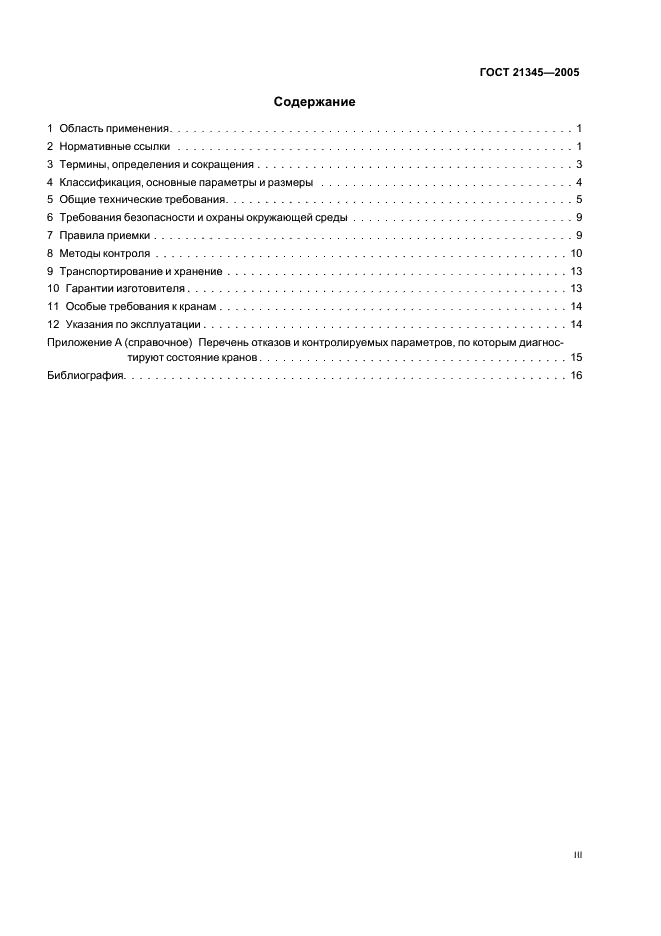 ГОСТ 21345—2005
Содержание
1 Область применения. . . . . . . . . . . . . . . . . . . . 1
2 Нормативные ссылки . . . . . . . . . . . . . . . . . . . . 1
3 Термины, определения и сокращения . . . . . . . . . . . . . . . . . . . . 3
4 Классификация, основные параметры и размеры . . . . . . . . . . . . . . . . . . . . 4
5 Общие технические требования. . . . . . . . . . . . . . . . . . . . 5
6 Требования безопасности и охраны окружающей среды . . . . . . . . . . . . . . . . . . . . 9
7 Правила приемки . . . . . . . . . . . . . . . . . . . . 9
8 Методы контроля . . . . . . . . . . . . . . . . . . . . 10
9 Транспортирование и хранение . . . . . . . . . . . . . . . . . . . . 13
10 Гарантии изготовителя . . . . . . . . . . . . . . . . . . . . 13
11 Особые требования к кранам . . . . . . . . . . . . . . . . . . . . 14
12 Указания по эксплуатации . . . . . . . . . . . . . . . . . . . . 14
Приложение А (справочное) Перечень отказов и контролируемых параметров, по которым диагнос-
тируют состояние кранов . . . . . . . . . . . . . . . . . . . . 15
Библиография. . . . . . . . . . . . . . . . . . . . 16
III